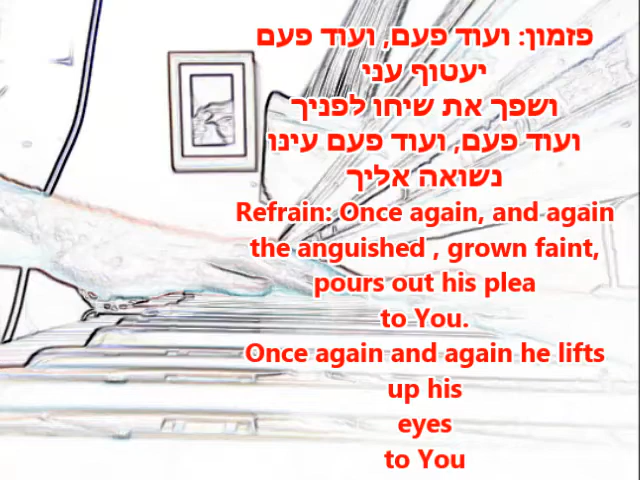 פזמון: ועוד פעם, ועוד פעם
יעטוף עני
ושפך את שיחו לפניך
ועוד פעם, ועוד פעם עינו
נשואה אליך
Refrain: Once again, and again
the anguished , grown faint,
pours out his plea
to You.
Once again and again he lifts
up his
eyes
to You